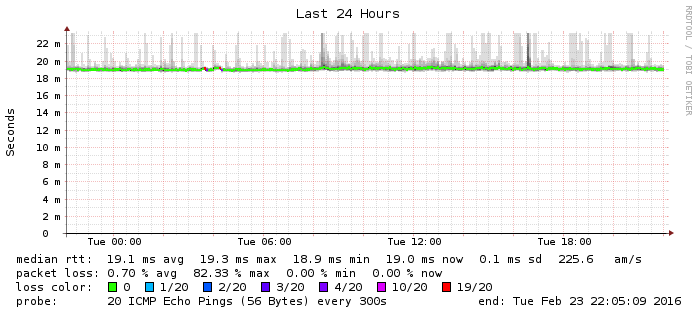 Last 24 Hours
RRDTOOL / TOBI OETIKER
Seconds
22 m
20 m
18 m
16 m
14 m
12 m
10 m
8 m
6 m
4 m
2 m
0
Tue 00:00 Tue 06:00 Tue 12:00 Tue 18:00
median rtt: 19.1 ms avg 19.3 ms max 18.9 ms min 19.0 ms now 0.1 ms sd 225.6 am/s
packet loss: 0.70 % avg 82.33 % max 0.00 % min 0.00 % now
loss color: 0 1/20 2/20 3/20 4/20 10/20 19/20
probe: 20 ICMP Echo Pings (56 Bytes) every 300s end: Tue Feb 23 22:05:09 2016